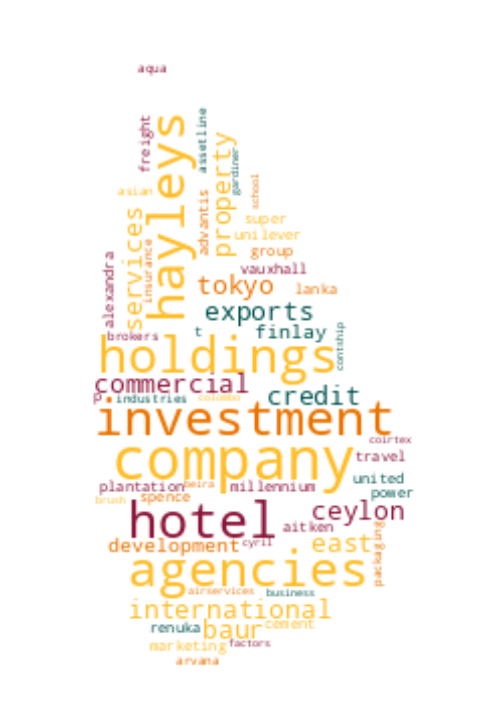 aqua
freight
hayleys
assetline
property
gardiner
school
asian
services
insurance
advantis
super
unilever
group
vauxhall
alexandra
tokyo
lanka
exports
brokers
t
finlay
contship
holdings
commercial
credit
p
industries
colombo
investment
coirtex
company
travel
plantation
beira
millennium
united
power
brush
spence
hotel
ceylon
aitken
development
cyril
east
packaging
agencies
airservices
business
international
renuka
baur
cement
marketing
factors
arvana